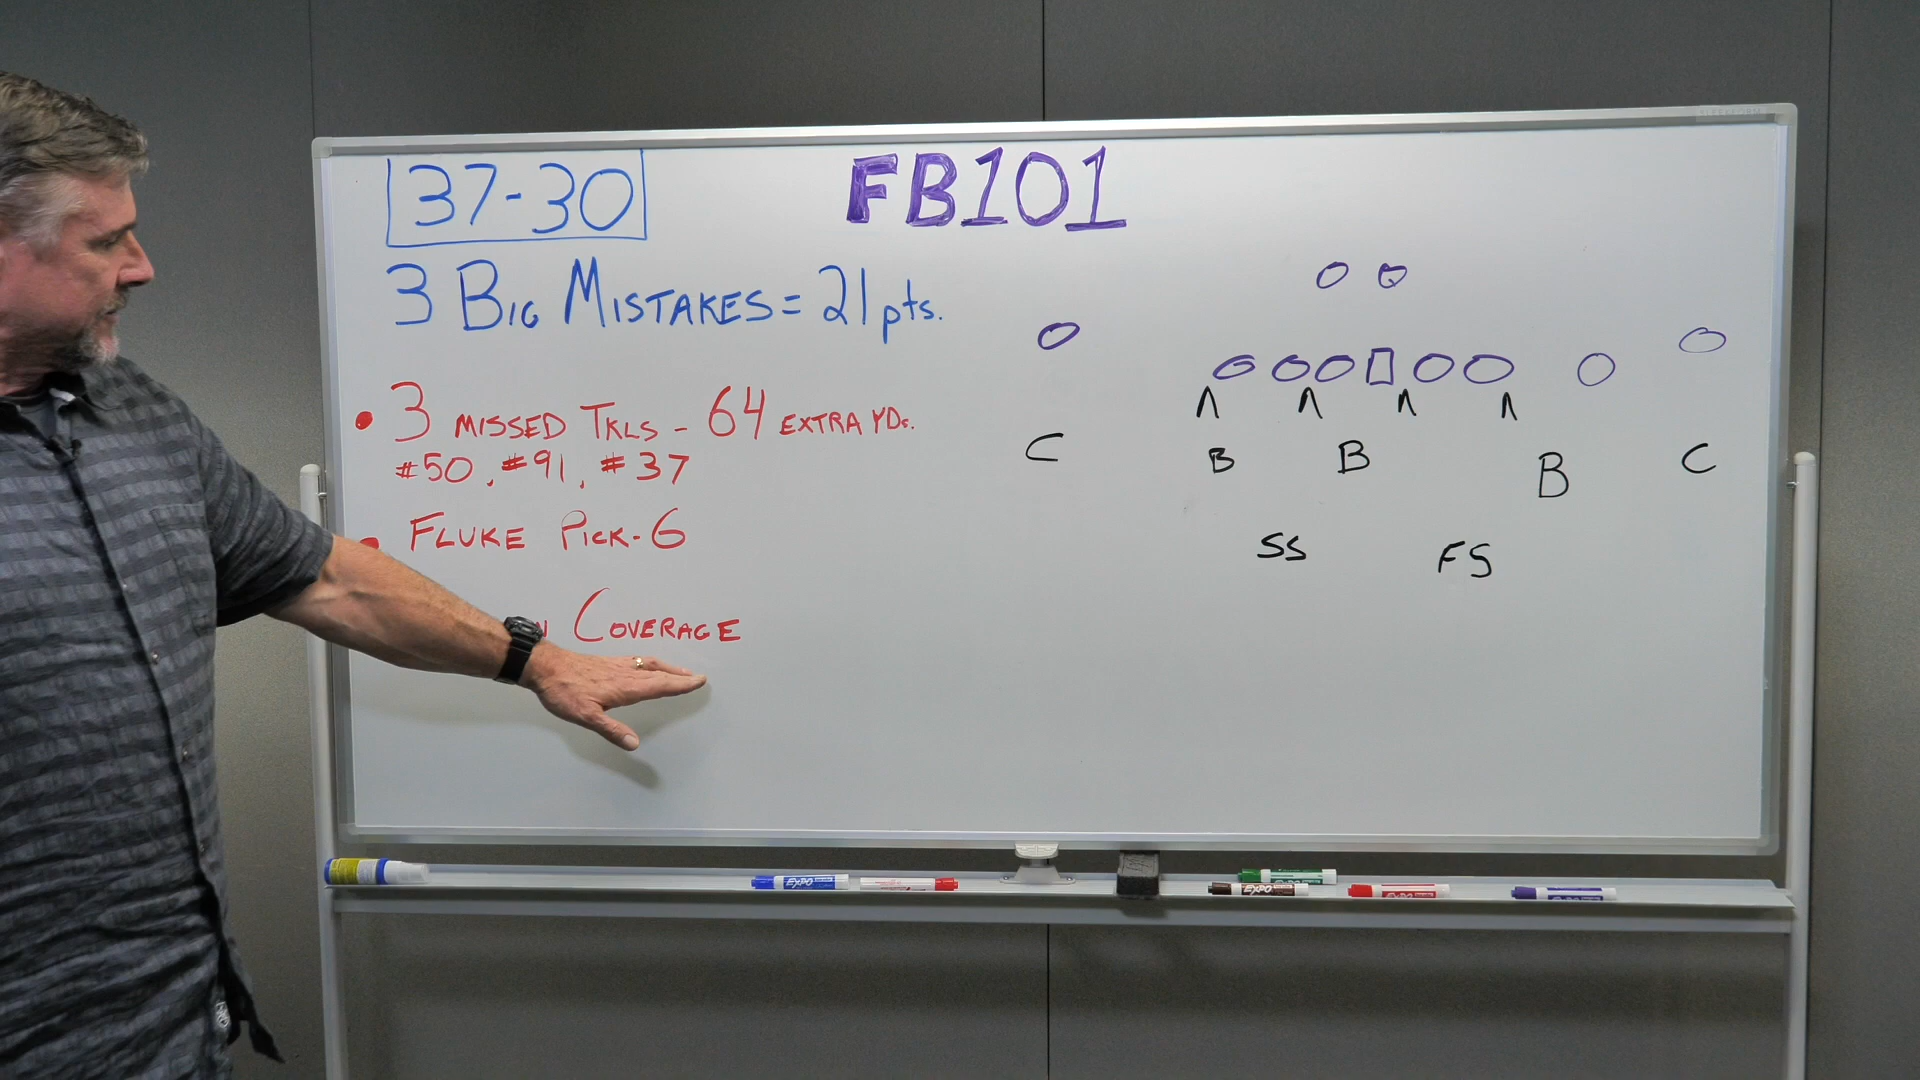 37-30
FB101
3 BIG MISTAKES = 21 pts.
• 3 MISSED TKLS - 64 EXTRA YDS.
#50, #91, #37
• FLUKE PICK-6
COVERAGE
Λ Λ Λ Λ
C B B B C
SS FS
EXPO EXPO EXPO